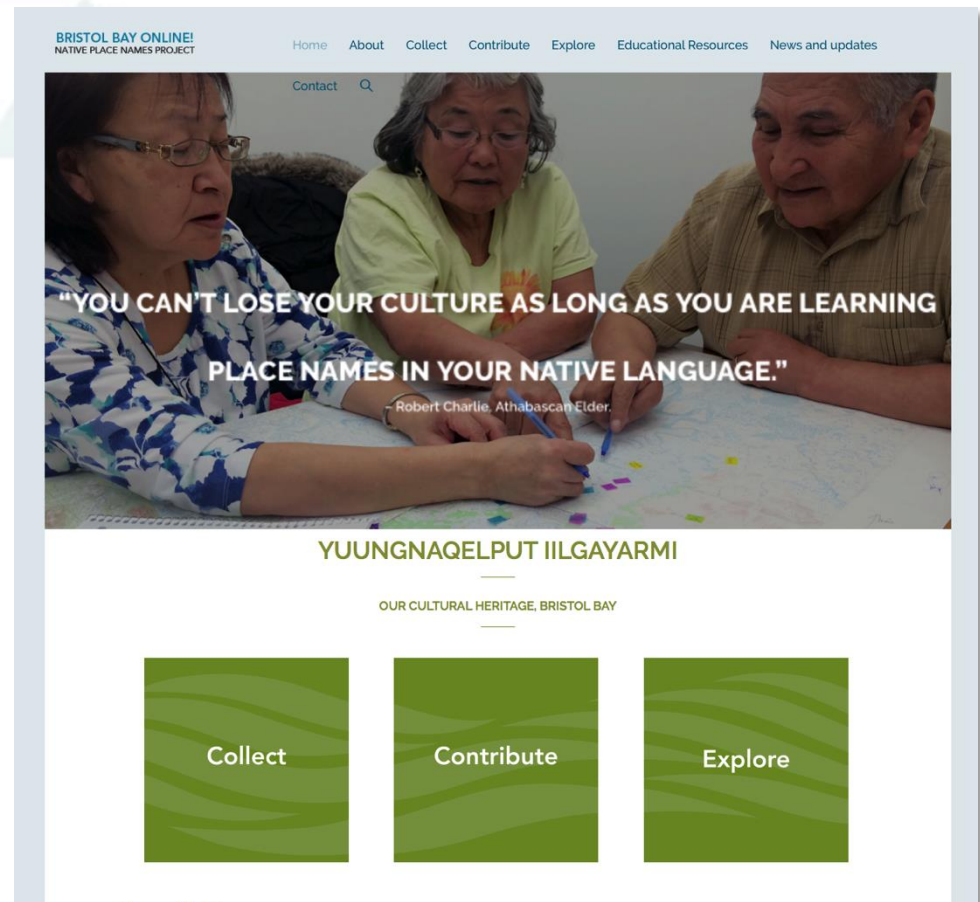 BRISTOL BAY ONLINE!
NATIVE PLACE NAMES PROJECT
Home About Collect Contribute Explore Educational Resources News and updates
Contact
“YOU CAN’T LOSE YOUR CULTURE AS LONG AS YOU ARE LEARNING
PLACE NAMES IN YOUR NATIVE LANGUAGE.”
– Robert Charlie, Athabascan Elder.
YUUNGNAQELPUT IILGAYARMI
OUR CULTURAL HERITAGE, BRISTOL BAY
Collect
Contribute
Explore